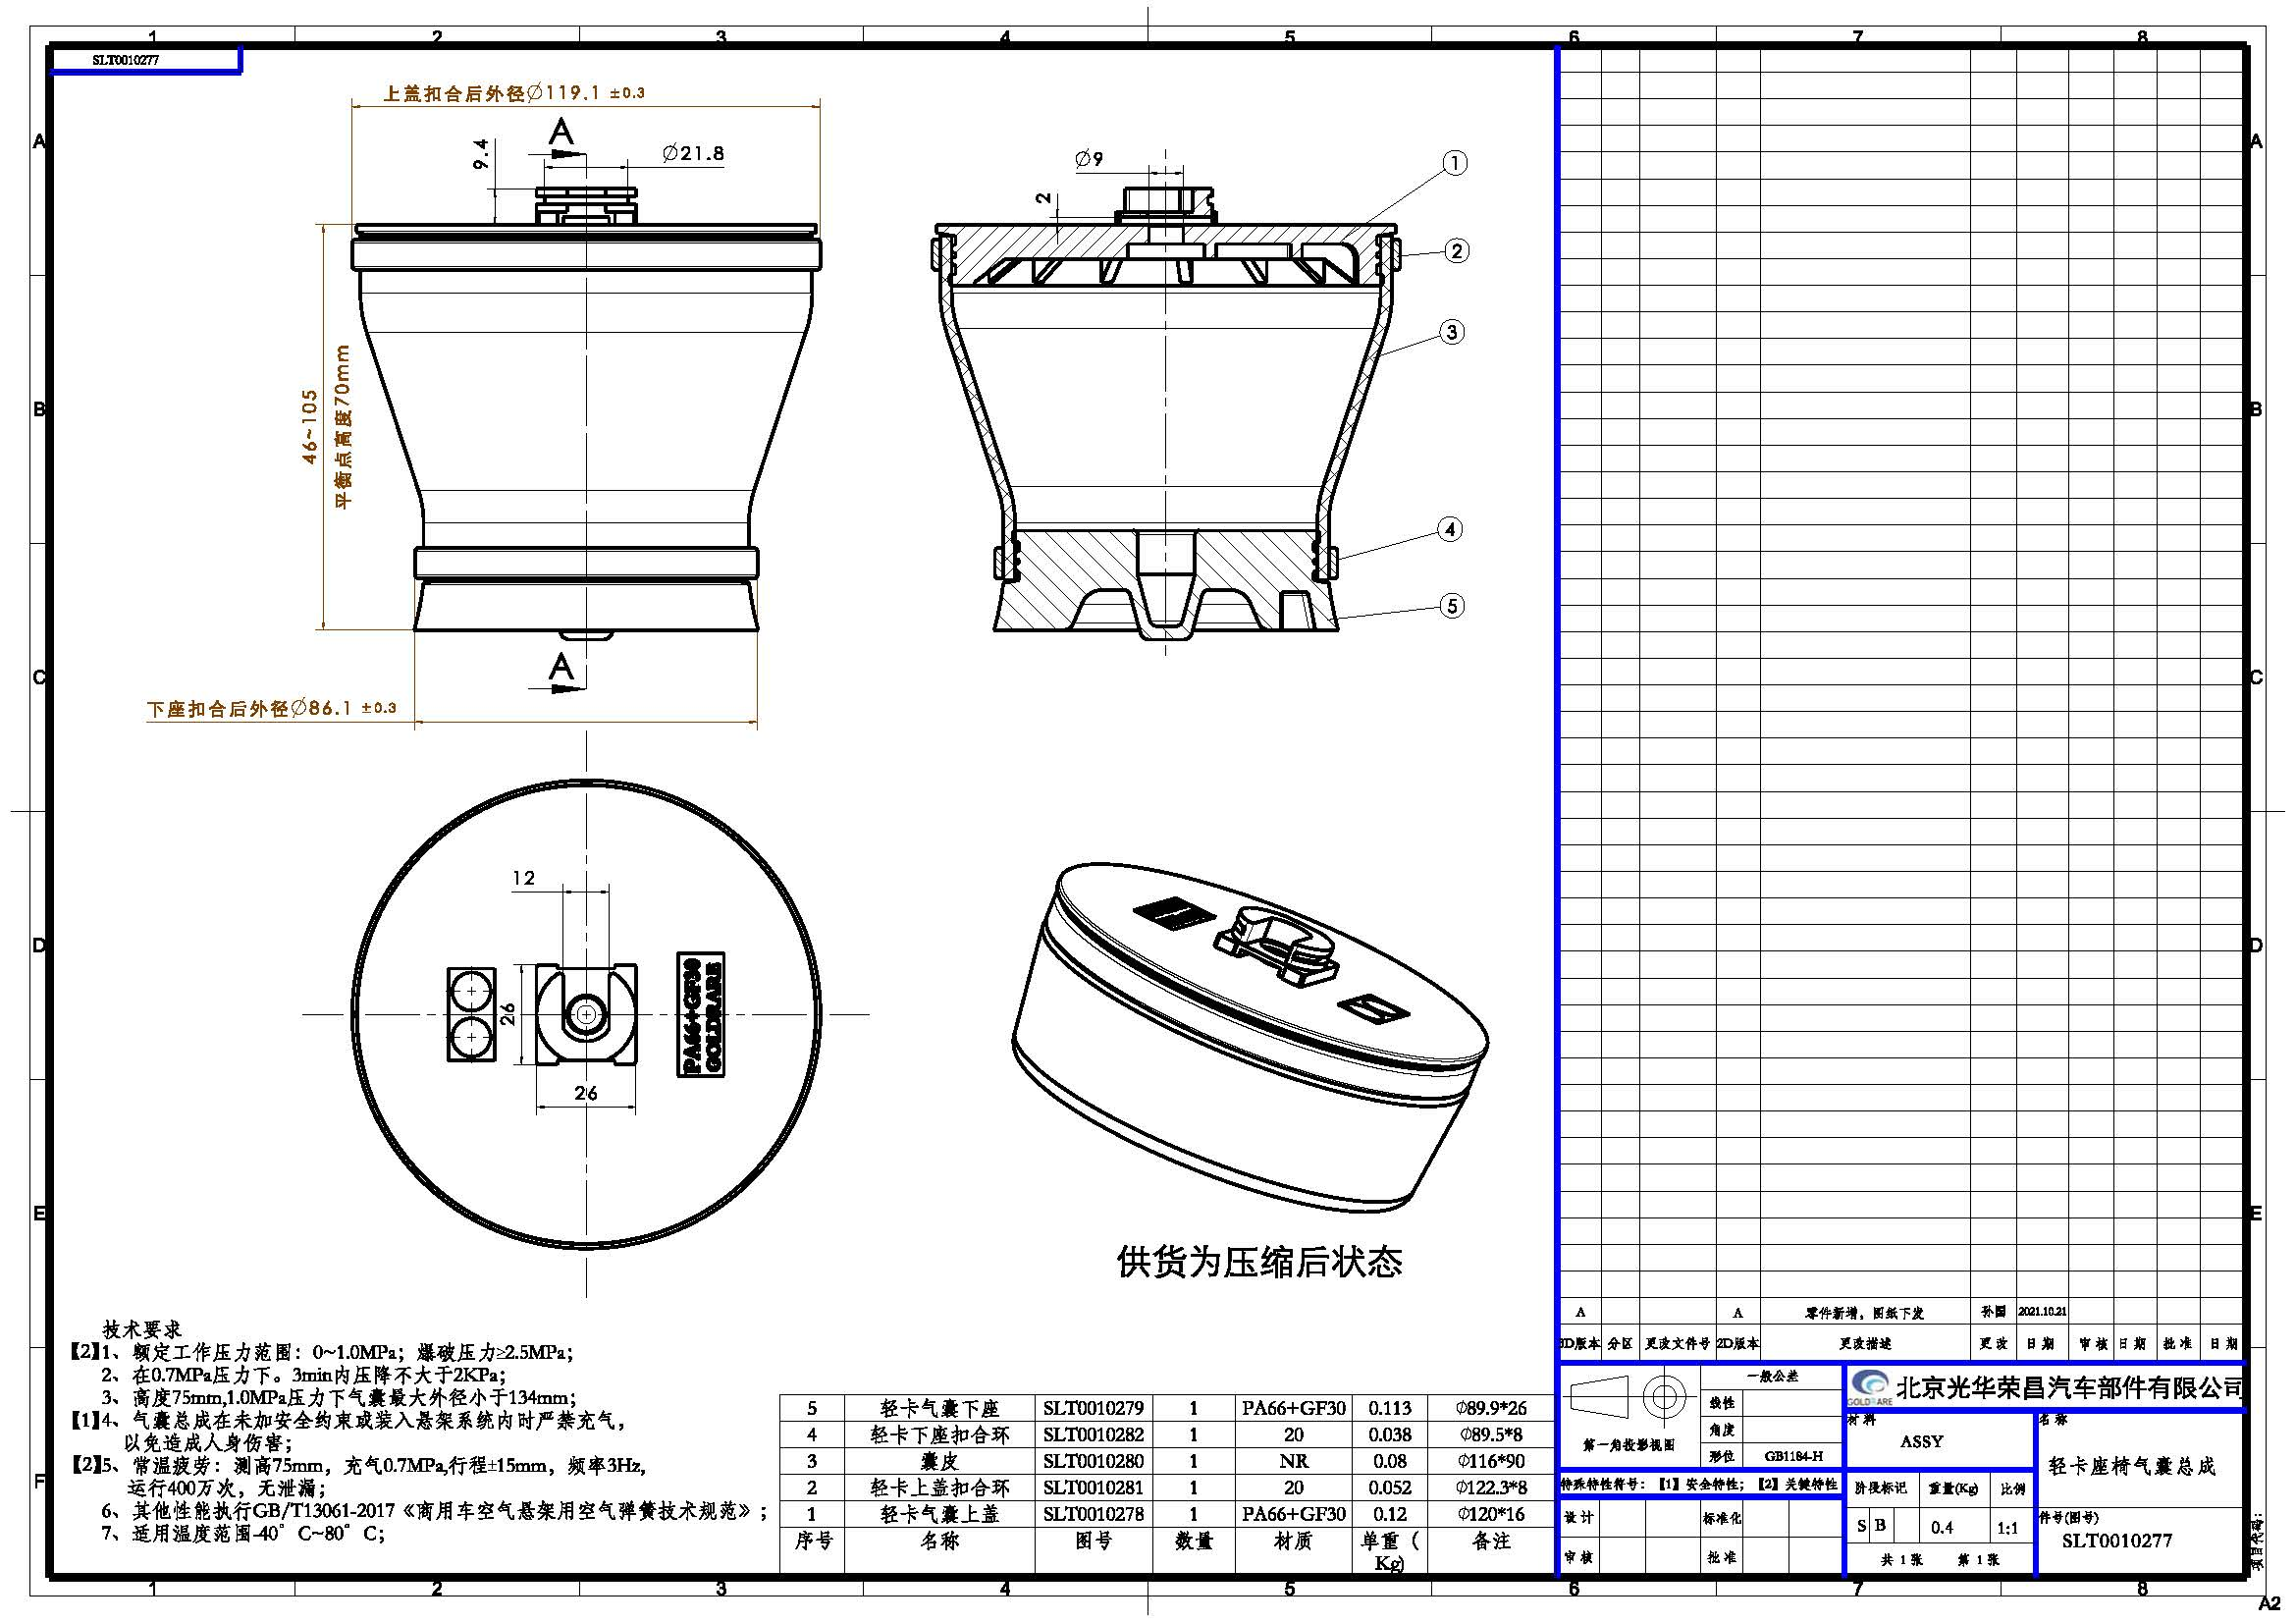 1 2 3 4 5 6 7 8
SLT0010277
上盖扣合后外径∅119.1 ±0.3
A
9.4
∅21.8
46~105
平衡点高度70mm
A
下座扣合后外径∅86.1 ±0.3
∅9
2
1
2
3
4
5
12
26
26
PA66+GF30
GOLDRARE
供货为压缩后状态
技术要求
【2】1、额定工作压力范围：0~1.0MPa；爆破压力≥2.5MPa；
2、在0.7MPa压力下。3min内压降不大于2KPa；
3、高度75mm,1.0MPa压力下气囊最大外径小于134mm；
【1】4、气囊总成在未加安全约束或装入悬架系统内时严禁充气，
以免造成人身伤害；
【2】5、常温疲劳：测高75mm，充气0.7MPa,行程±15mm，频率3Hz,
运行400万次，无泄漏；
6、其他性能执行GB/T13061-2017《商用车空气悬架用空气弹簧技术规范》；
7、适用温度范围-40°C~80°C；
5 轻卡气囊下座 SLT0010279 1 PA66+GF30 0.113 ∅89.9*26
4 轻卡下座扣合环 SLT0010282 1 20 0.038 ∅89.5*8
3 囊皮 SLT0010280 1 NR 0.08 ∅116*90
2 轻卡上盖扣合环 SLT0010281 1 20 0.052 ∅122.3*8
1 轻卡气囊上盖 SLT0010278 1 PA66+GF30 0.12 ∅120*16
序号 名称 图号 数量 材质 单重（Kg) 备注
A A 零件新增，图纸下发 孙国 2021.10.21
3D版本 分区 更改文件号 2D版本 更改描述 更改 日期 审核 日期 批准 日期
第一角投影视图
一般公差
线性
角度
形位 GB1184-H
GOLDRARE
北京光华荣昌汽车部件有限公司
材料
ASSY
名称
轻卡座椅气囊总成
特殊特性符号：【1】安全特性；【2】关键特性
阶段标记 重量(Kg) 比例
S B 0.4 1:1
共 1 张 第 1 张
件号(图号)
SLT0010277
设计 标准化
审核 批准
项目代码：
A B C D E F
A B C D E
1 2 3 4 5 6 7 8
A2